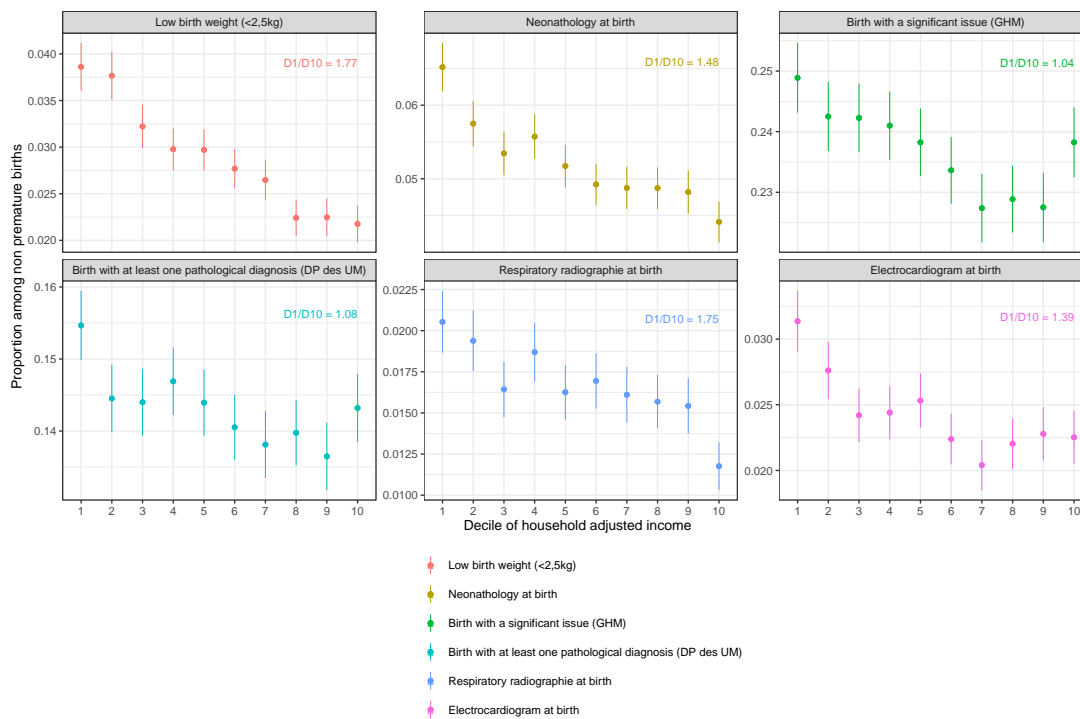 Low birth weight (<2,5kg)
Neonathology at birth
Birth with a significant issue (GHM)
D1/D10 = 1.77
D1/D10 = 1.48
D1/D10 = 1.04
0.040
0.035
0.030
0.025
0.020
0.06
0.05
0.25
0.24
0.23
Proportion among non premature births
Birth with at least one pathological diagnosis (DP des UM)
Respiratory radiographie at birth
Electrocardiogram at birth
D1/D10 = 1.08
D1/D10 = 1.75
D1/D10 = 1.39
0.16
0.15
0.14
0.0225
0.0200
0.0175
0.0150
0.0125
0.0100
0.030
0.025
0.020
1 2 3 4 5 6 7 8 9 10
1 2 3 4 5 6 7 8 9 10
1 2 3 4 5 6 7 8 9 10
Decile of household adjusted income
Low birth weight (<2,5kg)
Neonathology at birth
Birth with a significant issue (GHM)
Birth with at least one pathological diagnosis (DP des UM)
Respiratory radiographie at birth
Electrocardiogram at birth